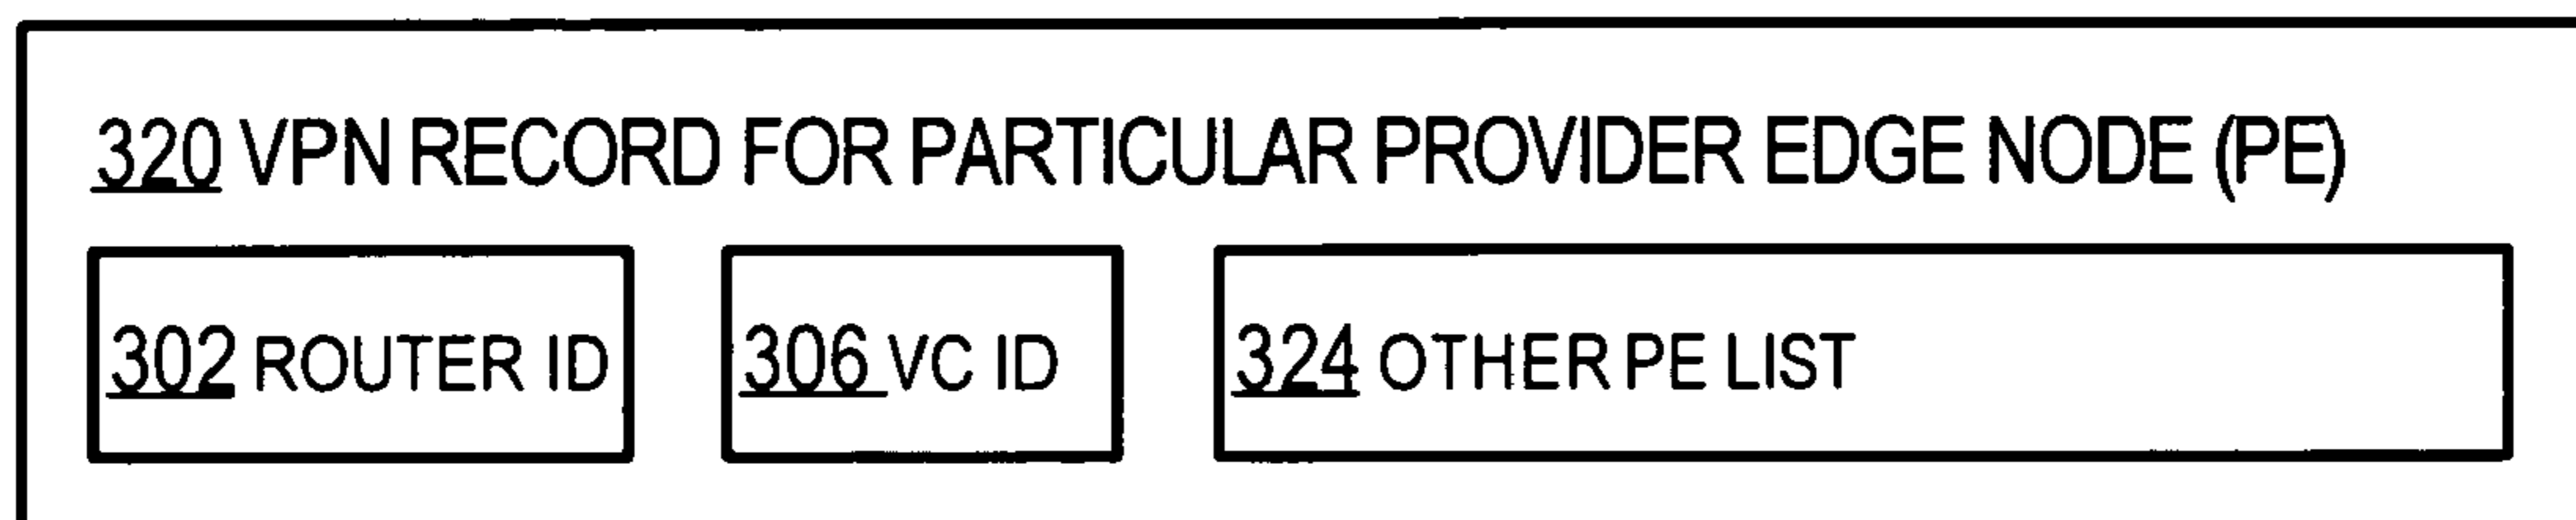 320 VPN RECORD FOR PARTICULAR PROVIDER EDGE NODE (PE)
302 ROUTER ID 306 VC ID 324 OTHER PE LIST